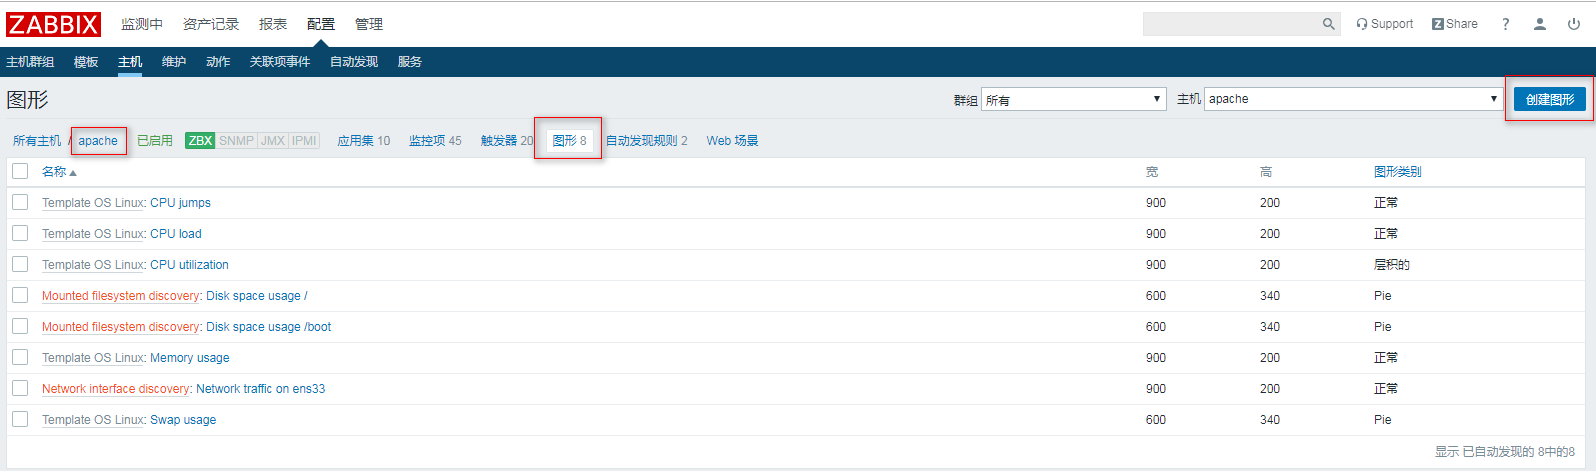 ZABBIX 监测中 资产记录 报表 配置 管理 Support Z Share ?
主机群组 模板 主机 维护 动作 关联项事件 自动发现 服务
图形 群组 所有 主机 apache 创建图形
所有主机 / apache 已启用 ZBX SNMP JMX IPMI 应用集 10 监控项 45 触发器 20 图形 8 自动发现规则 2 Web 场景
名称 宽 高 图形类别
Template OS Linux: CPU jumps 900 200 正常
Template OS Linux: CPU load 900 200 正常
Template OS Linux: CPU utilization 900 200 层积的
Mounted filesystem discovery: Disk space usage / 600 340 Pie
Mounted filesystem discovery: Disk space usage /boot 600 340 Pie
Template OS Linux: Memory usage 900 200 正常
Network interface discovery: Network traffic on ens33 900 200 正常
Template OS Linux: Swap usage 600 340 Pie
显示 已自动发现的 8中的8